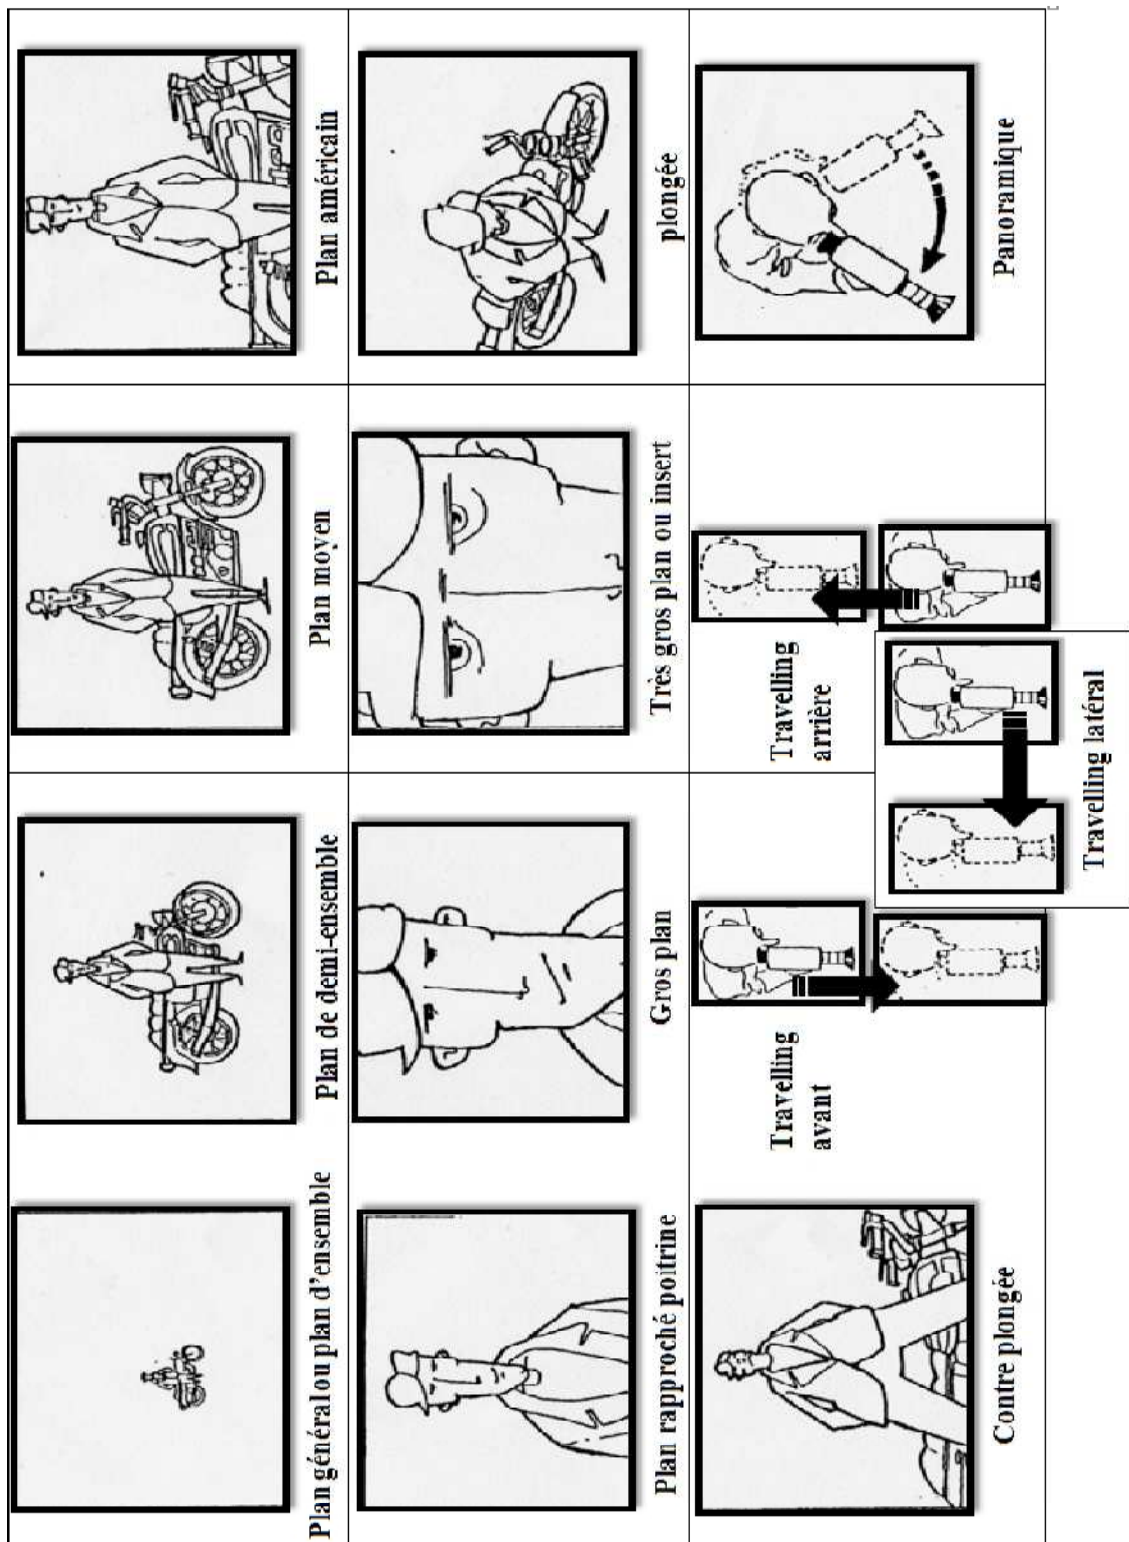 Plan général ou plan d'ensemble
Plan de demi-ensemble
Plan moyen
Plan américain
Plan rapproché poitrine
Gros plan
Très gros plan ou insert
plongée
Contre plongée
Travelling
avant
Travelling
arrière
Travelling latéral
Panoramique